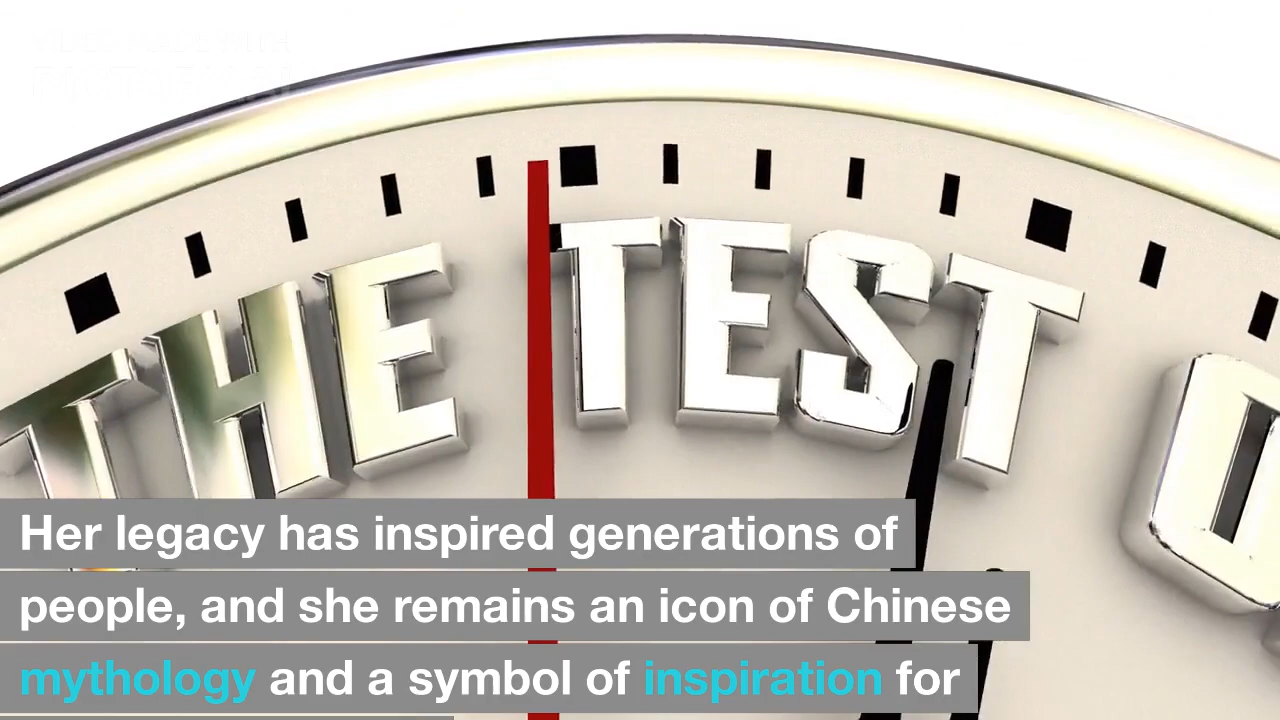 THE TEST
Her legacy has inspired generations of
people, and she remains an icon of Chinese
mythology and a symbol of inspiration for